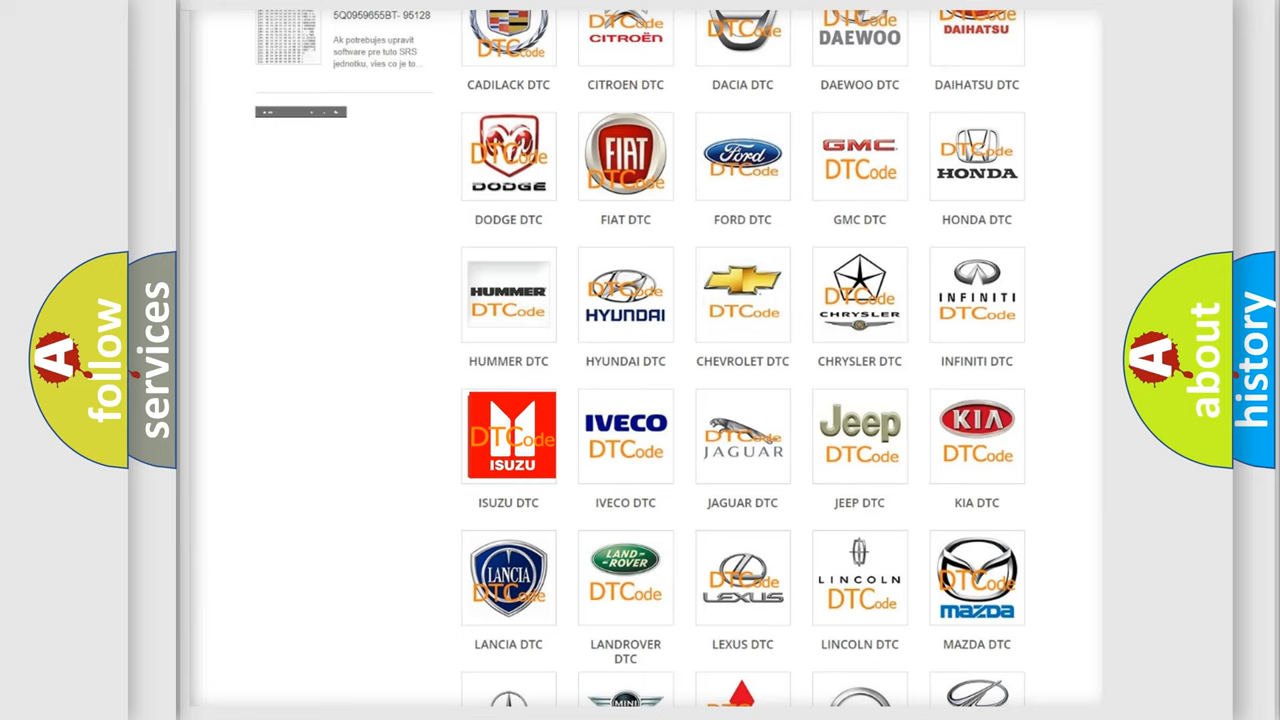 5Q0959655BT- 95128
Ak potrebujes upravit
software pre tuto SRS
jednotku, vies co je to...
DTCode
DTCode
CITROËN
DTCode
DAEWOO
DTCode
DAIHATSU
CADILACK DTC
CITROEN DTC
DACIA DTC
DAEWOO DTC
DAIHATSU DTC
DTCode
DODGE
FIAT
DTCode
Ford
DTCode
GMC
DTCode
DTCode
HONDA
DODGE DTC
FIAT DTC
FORD DTC
GMC DTC
HONDA DTC
HUMMER
DTCode
DTCode
HYUNDAI
DTCode
DTCode
CHRYSLER
INFINITI
DTCode
HUMMER DTC
HYUNDAI DTC
CHEVROLET DTC
CHRYSLER DTC
INFINITI DTC
DTCode
ISUZU
IVECO
DTCode
DTCode
JAGUAR
Jeep
DTCode
KIA
DTCode
ISUZU DTC
IVECO DTC
JAGUAR DTC
JEEP DTC
KIA DTC
LANCIA
DTCode
LAND-
ROVER
DTCode
DTCode
LEXUS
LINCOLN
DTCode
DTCode
mazda
LANCIA DTC
LANDROVER
DTC
LEXUS DTC
LINCOLN DTC
MAZDA DTC
MINI
A
follow
services
A
about
history